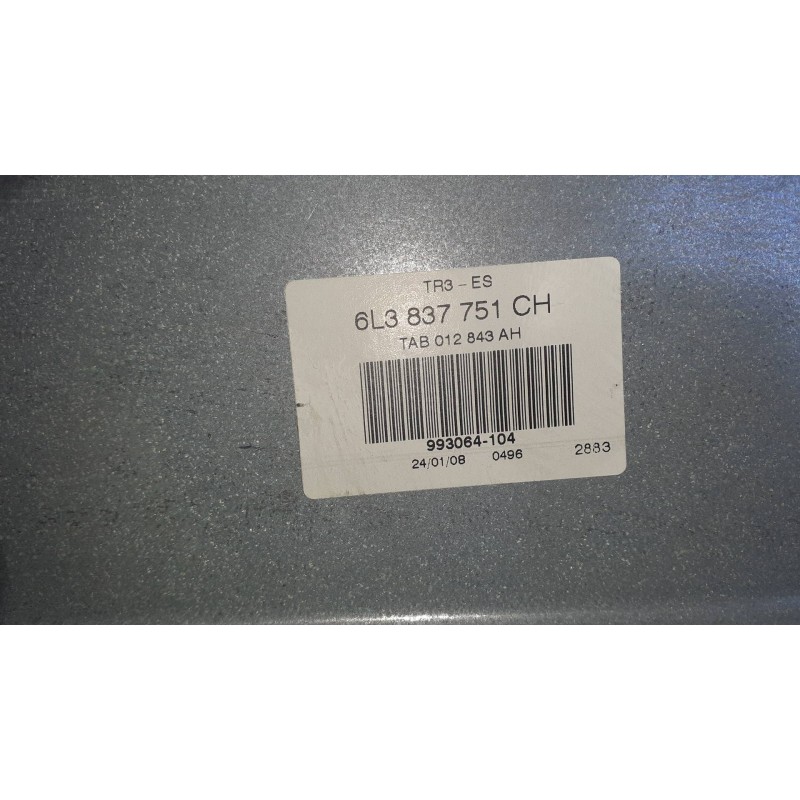 TR3 - ES
6L3 837 751 CH
TAB 012 843 AH
993064-104
24/01/08 0496 2883